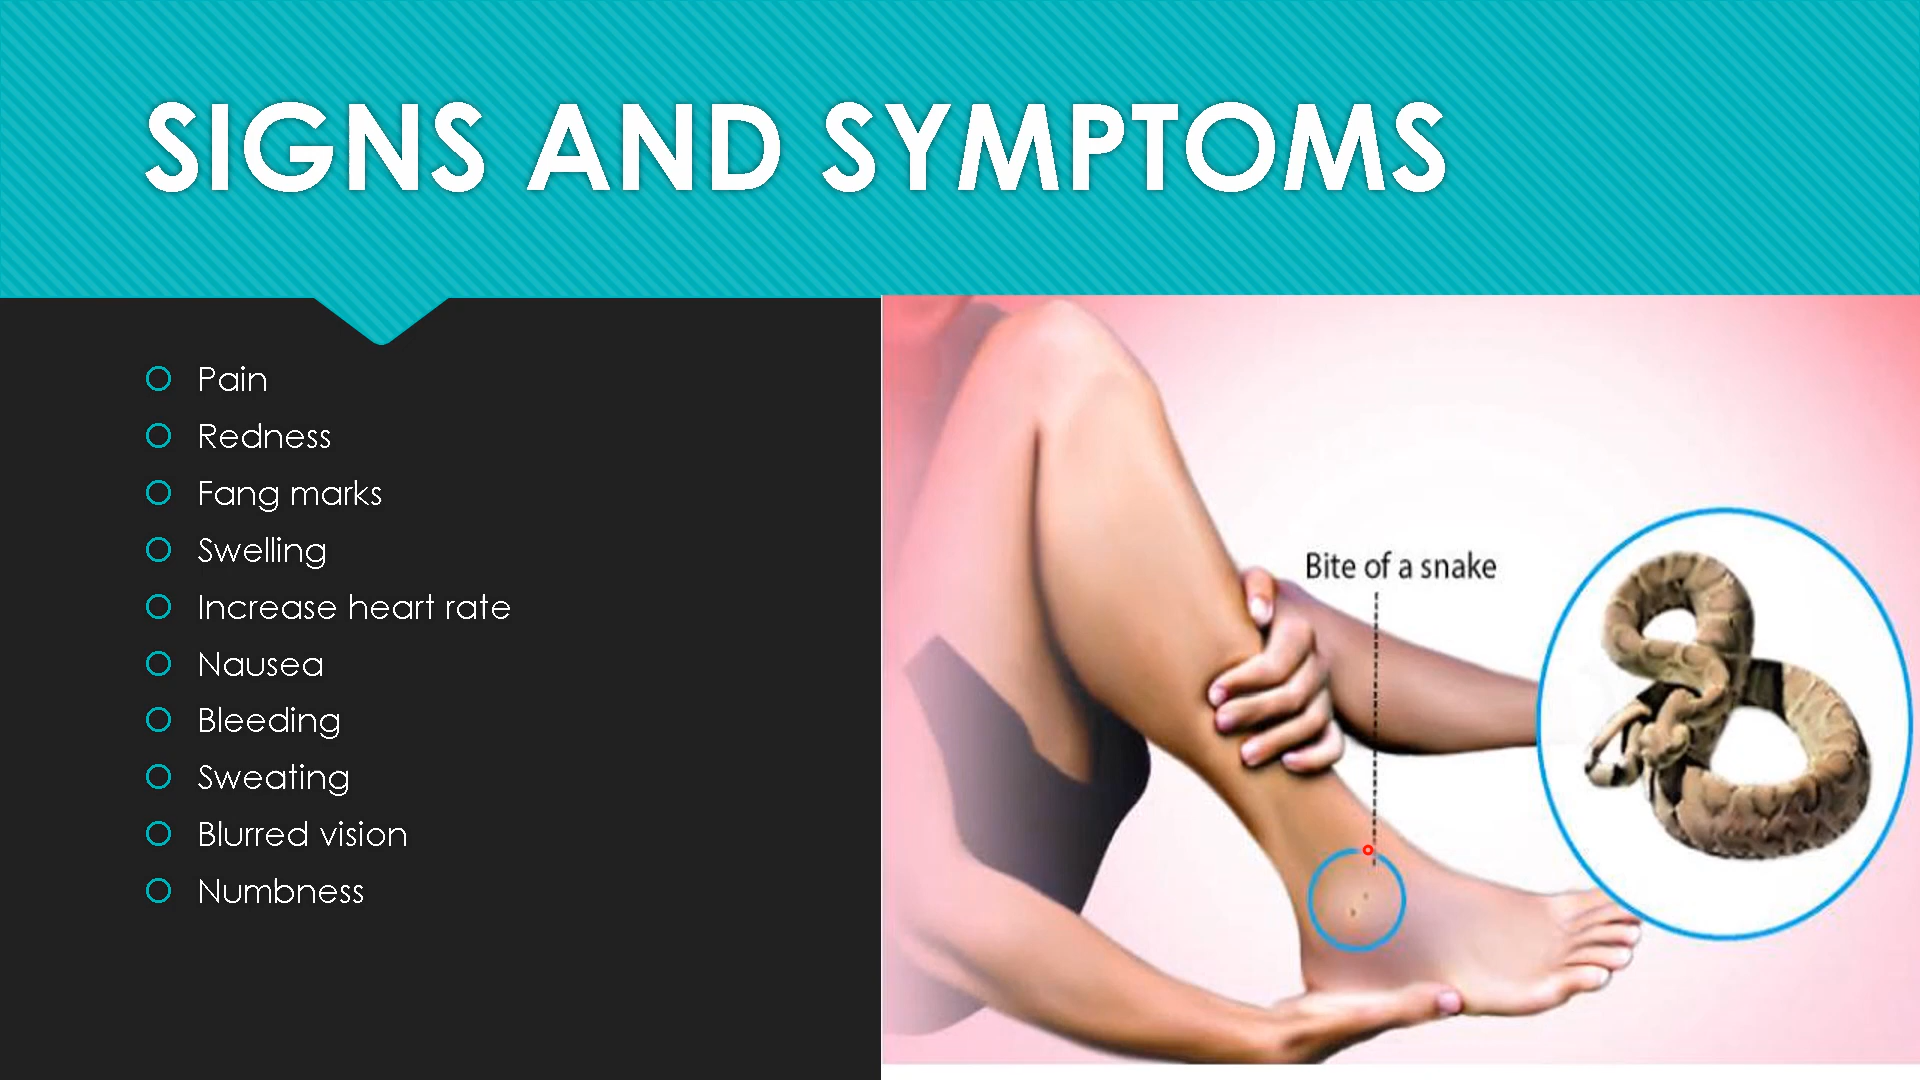 SIGNS AND SYMPTOMS
Pain
Redness
Fang marks
Swelling
Increase heart rate
Nausea
Bleeding
Sweating
Blurred vision
Numbness
Bite of a snake